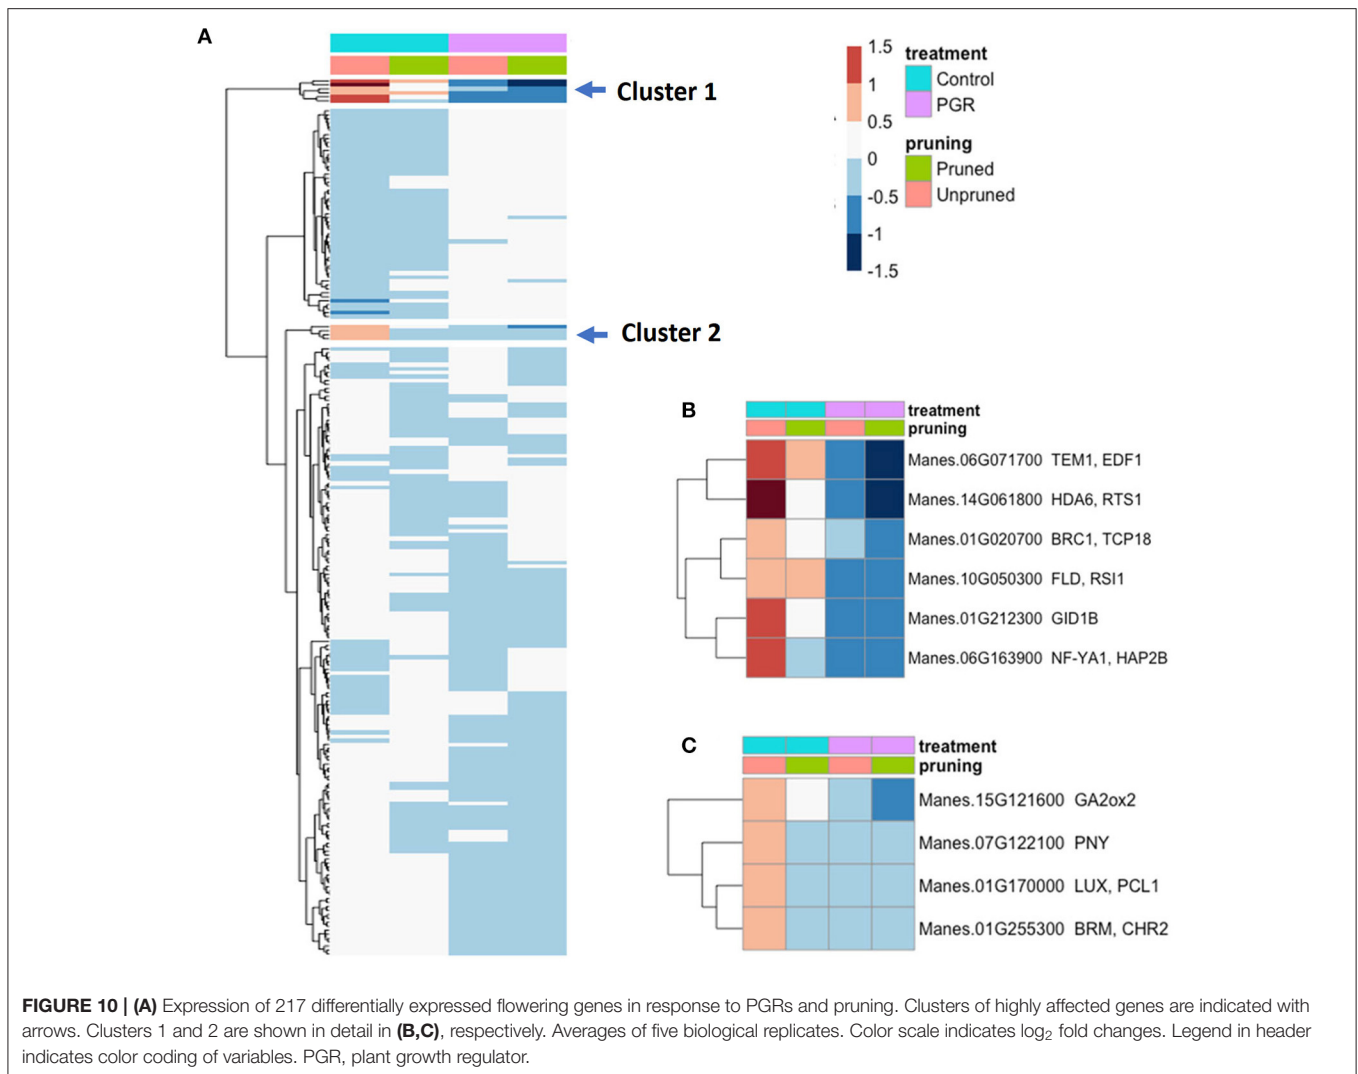 A
Cluster 1
Cluster 2
1.5
1
0.5
0
-0.5
-1
-1.5
treatment
Control
PGR
pruning
Pruned
Unpruned
B
treatment
pruning
Manes.06G071700 TEM1, EDF1
Manes.14G061800 HDA6, RTS1
Manes.01G020700 BRC1, TCP18
Manes.10G050300 FLD, RSI1
Manes.01G212300 GID1B
Manes.06G163900 NF-YA1, HAP2B
C
treatment
pruning
Manes.15G121600 GA2ox2
Manes.07G122100 PNY
Manes.01G170000 LUX, PCL1
Manes.01G255300 BRM, CHR2
FIGURE 10 | (A) Expression of 217 differentially expressed flowering genes in response to PGRs and pruning. Clusters of highly affected genes are indicated with
arrows. Clusters 1 and 2 are shown in detail in (B,C), respectively. Averages of five biological replicates. Color scale indicates log₂ fold changes. Legend in header
indicates color coding of variables. PGR, plant growth regulator.